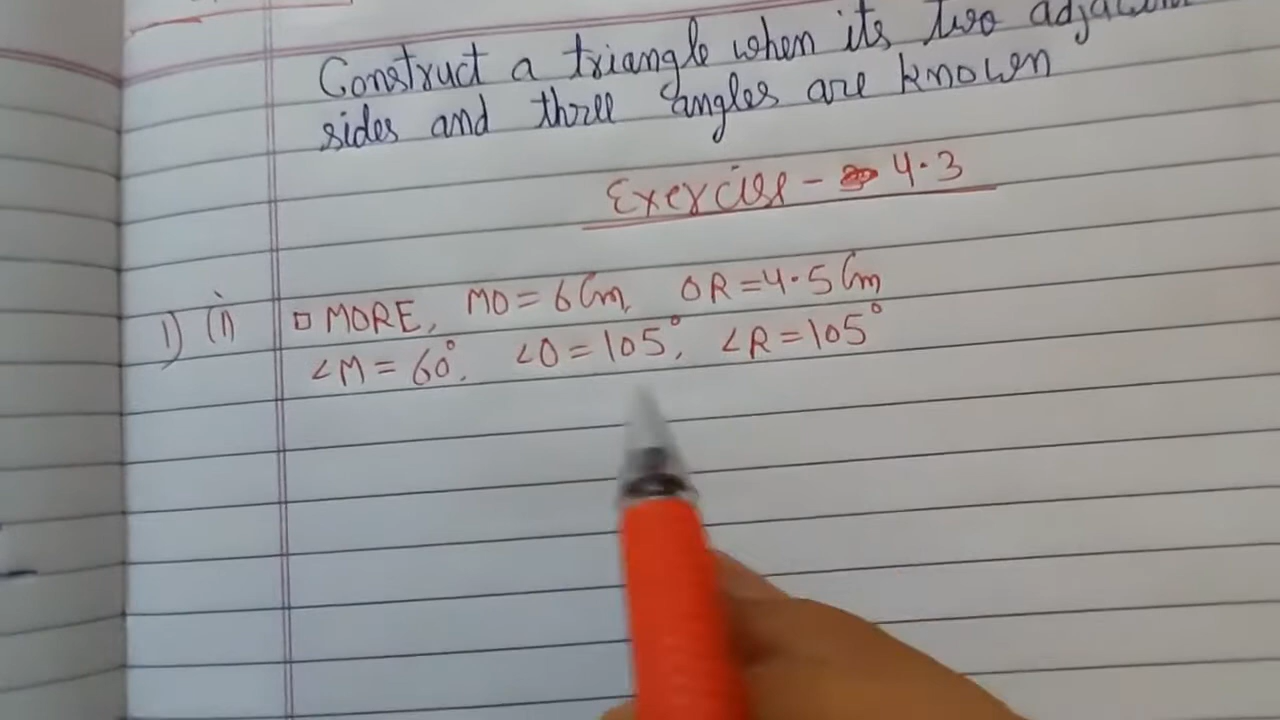 Construct a triangle when its two
sides and three angles are known
Exercise - 4.3
1) (i) □ MORE, MO = 6 Cm, OR = 4.5 Cm
∠M = 60°. ∠O = 105°, ∠R = 105°